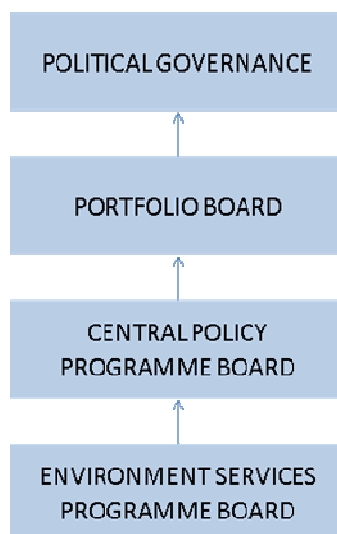 POLITICAL GOVERNANCE
PORTFOLIO BOARD
CENTRAL POLICY
PROGRAMME BOARD
ENVIRONMENT SERVICES
PROGRAMME BOARD